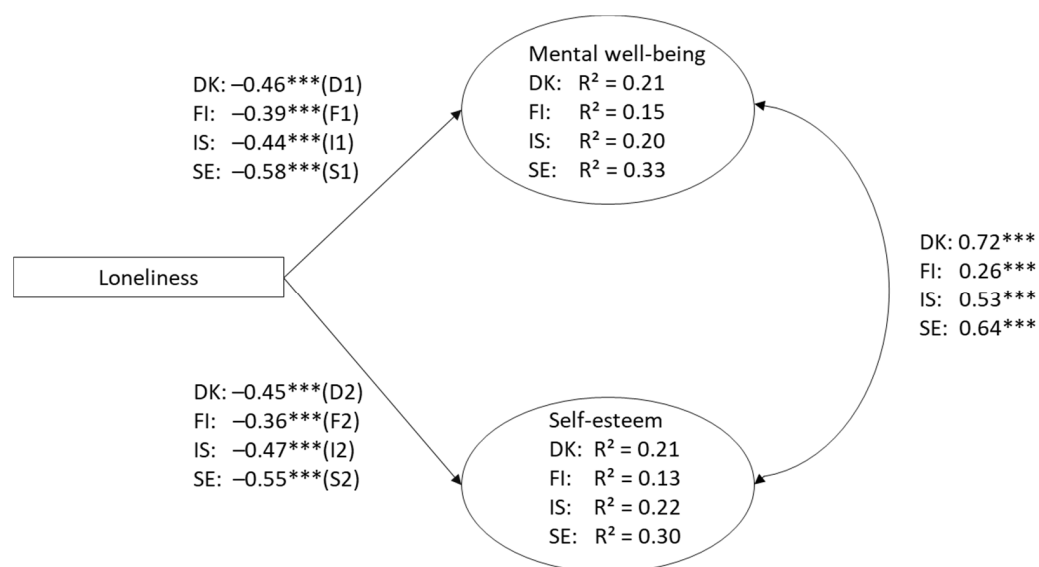 Mental well-being
DK: R² = 0.21
FI: R² = 0.15
IS: R² = 0.20
SE: R² = 0.33
DK: –0.46***(D1)
FI: –0.39***(F1)
IS: –0.44***(I1)
SE: –0.58***(S1)
Loneliness
DK: 0.72***
FI: 0.26***
IS: 0.53***
SE: 0.64***
DK: –0.45***(D2)
FI: –0.36***(F2)
IS: –0.47***(I2)
SE: –0.55***(S2)
Self-esteem
DK: R² = 0.21
FI: R² = 0.13
IS: R² = 0.22
SE: R² = 0.30